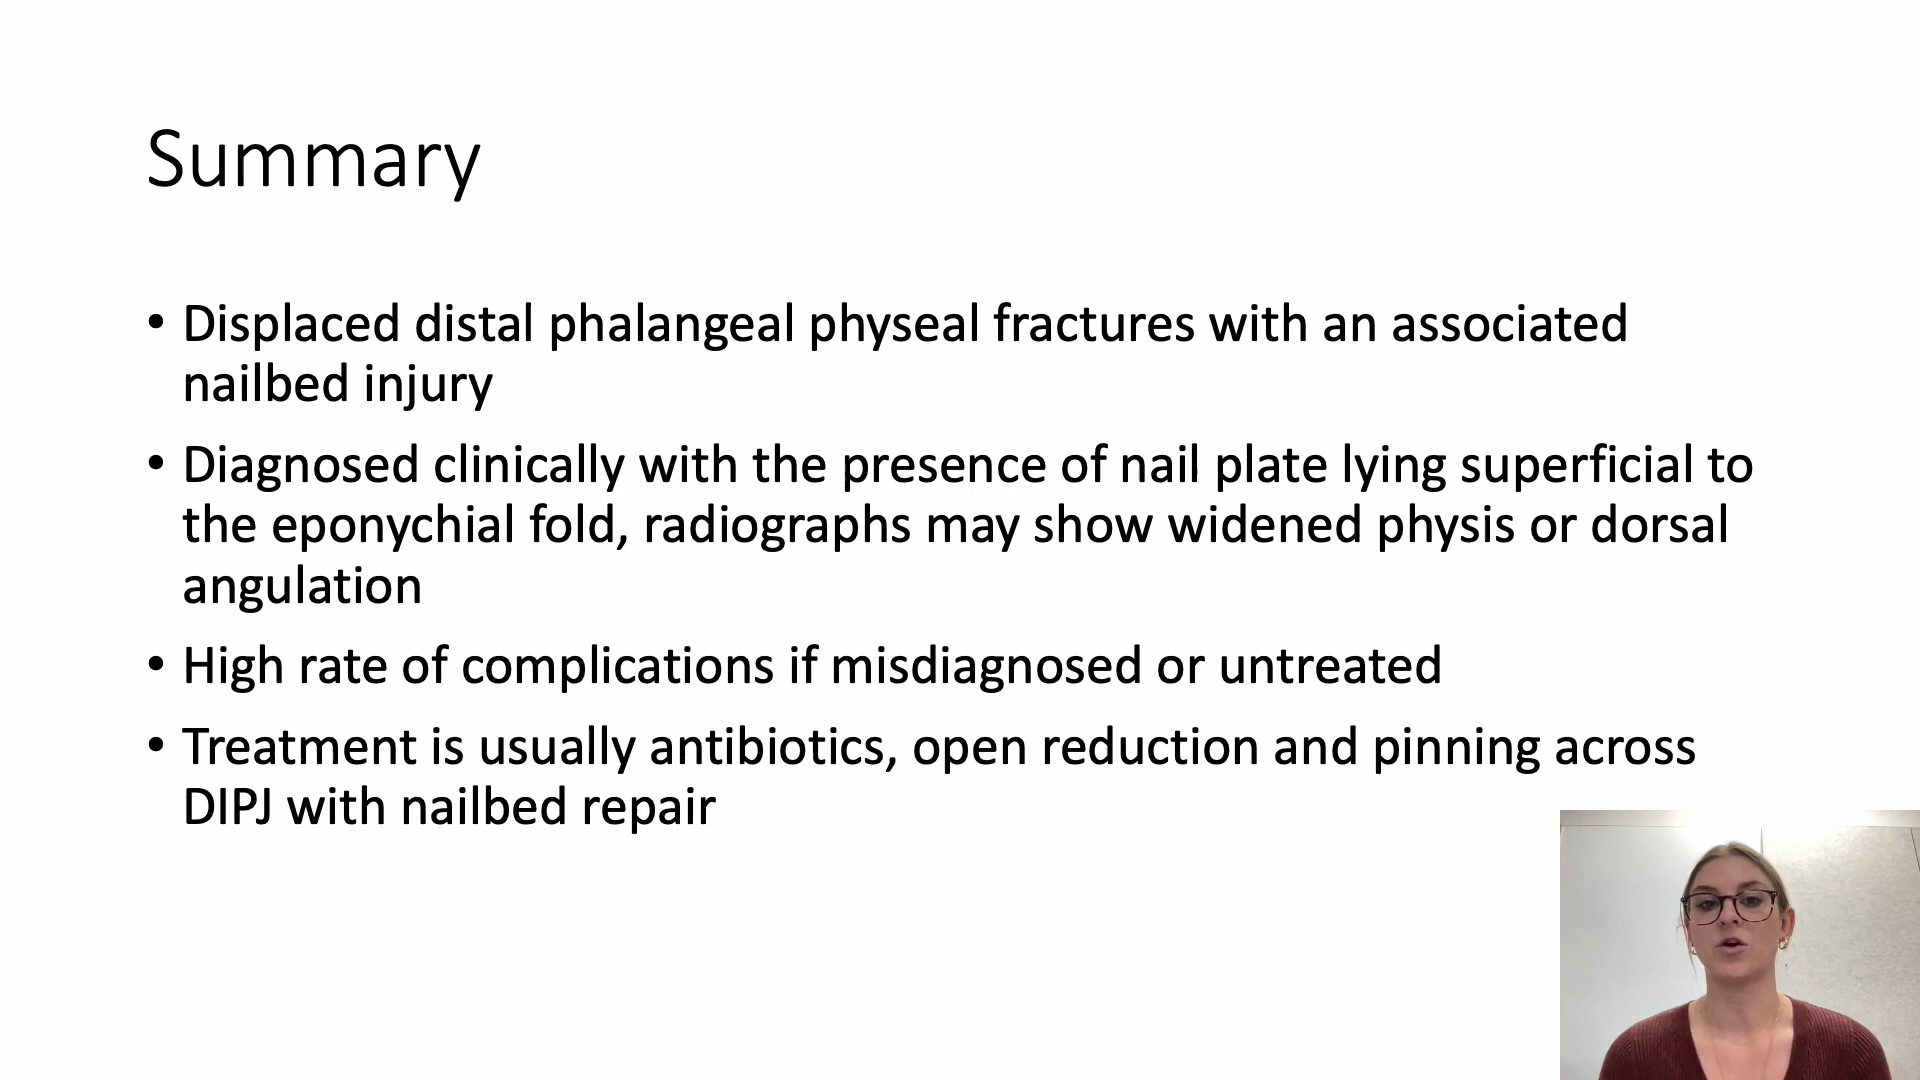 Summary
• Displaced distal phalangeal physeal fractures with an associated
nailbed injury
• Diagnosed clinically with the presence of nail plate lying superficial to
the eponychial fold, radiographs may show widened physis or dorsal
angulation
• High rate of complications if misdiagnosed or untreated
• Treatment is usually antibiotics, open reduction and pinning across
DIPJ with nailbed repair